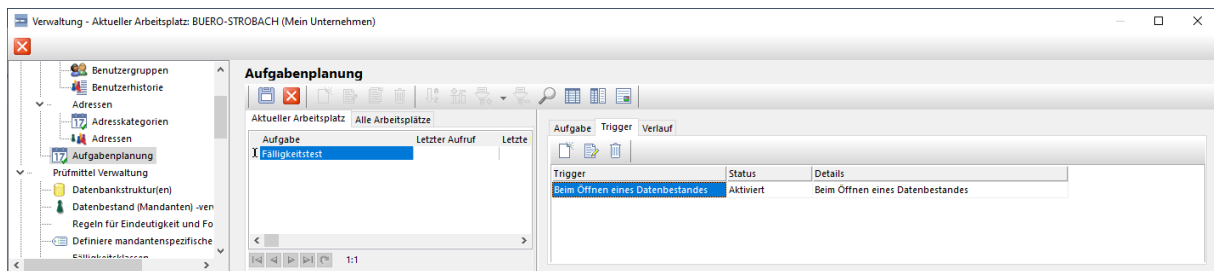 Verwaltung - Aktueller Arbeitsplatz: BUERO-STROBACH (Mein Unternehmen)
Benutzergruppen
Benutzerhistorie
Adressen
Adresskategorien
Adressen
Aufgabenplanung
Prüfmittel Verwaltung
Datenbankstruktur(en)
Datenbestand (Mandanten) -ven
Regeln für Eindeutigkeit und Fo
Definiere mandantenspezifische
Fälligkeitsklassen
Aufgabenplanung
Aktueller Arbeitsplatz Alle Arbeitsplätze
Aufgabe Letzter Aufruf Letzte
Fälligkeitstest
1:1
Aufgabe Trigger Verlauf
Trigger Status Details
Beim Öffnen eines Datenbestandes Aktiviert Beim Öffnen eines Datenbestandes